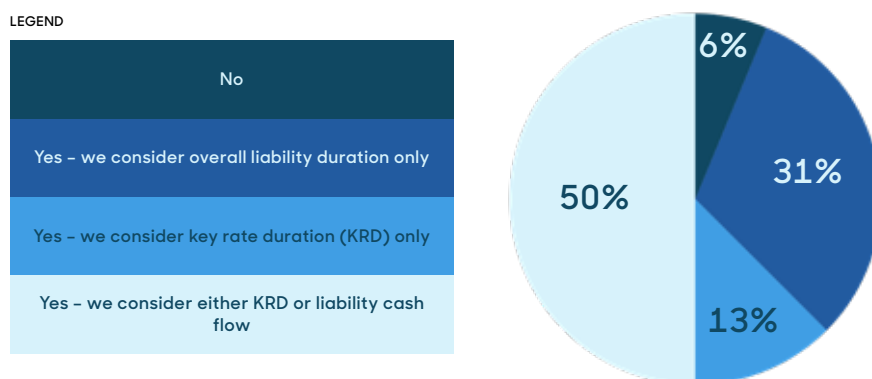 LEGEND
No
Yes – we consider overall liability duration only
Yes – we consider key rate duration (KRD) only
Yes – we consider either KRD or liability cash
flow
6%
31%
50%
13%